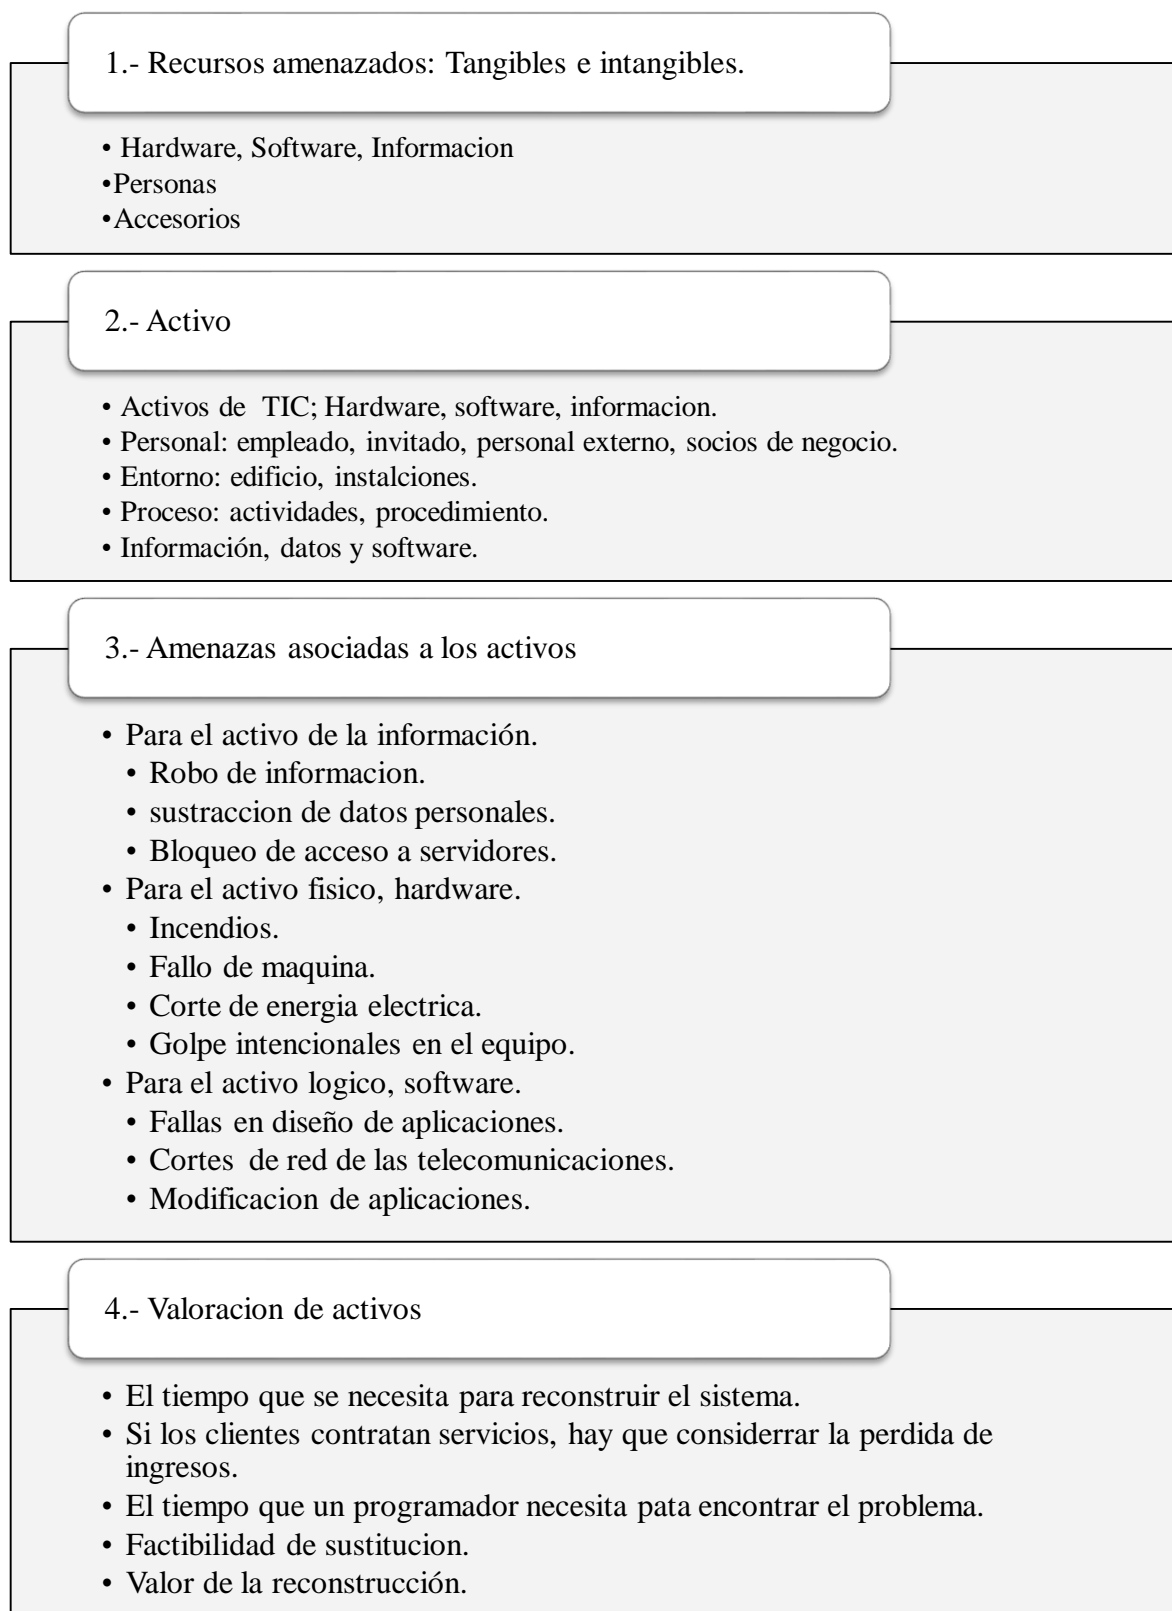 1.- Recursos amenazados: Tangibles e intangibles.
• Hardware, Software, Informacion
•Personas
•Accesorios
2.- Activo
• Activos de TIC; Hardware, software, informacion.
• Personal: empleado, invitado, personal externo, socios de negocio.
• Entorno: edificio, instalciones.
• Proceso: actividades, procedimiento.
• Información, datos y software.
3.- Amenazas asociadas a los activos
• Para el activo de la información.
• Robo de informacion.
• sustraccion de datos personales.
• Bloqueo de acceso a servidores.
• Para el activo fisico, hardware.
• Incendios.
• Fallo de maquina.
• Corte de energia electrica.
• Golpe intencionales en el equipo.
• Para el activo logico, software.
• Fallas en diseño de aplicaciones.
• Cortes de red de las telecomunicaciones.
• Modificacion de aplicaciones.
4.- Valoracion de activos
• El tiempo que se necesita para reconstruir el sistema.
• Si los clientes contratan servicios, hay que considerrar la perdida de
ingresos.
• El tiempo que un programador necesita pata encontrar el problema.
• Factibilidad de sustitucion.
• Valor de la reconstrucción.